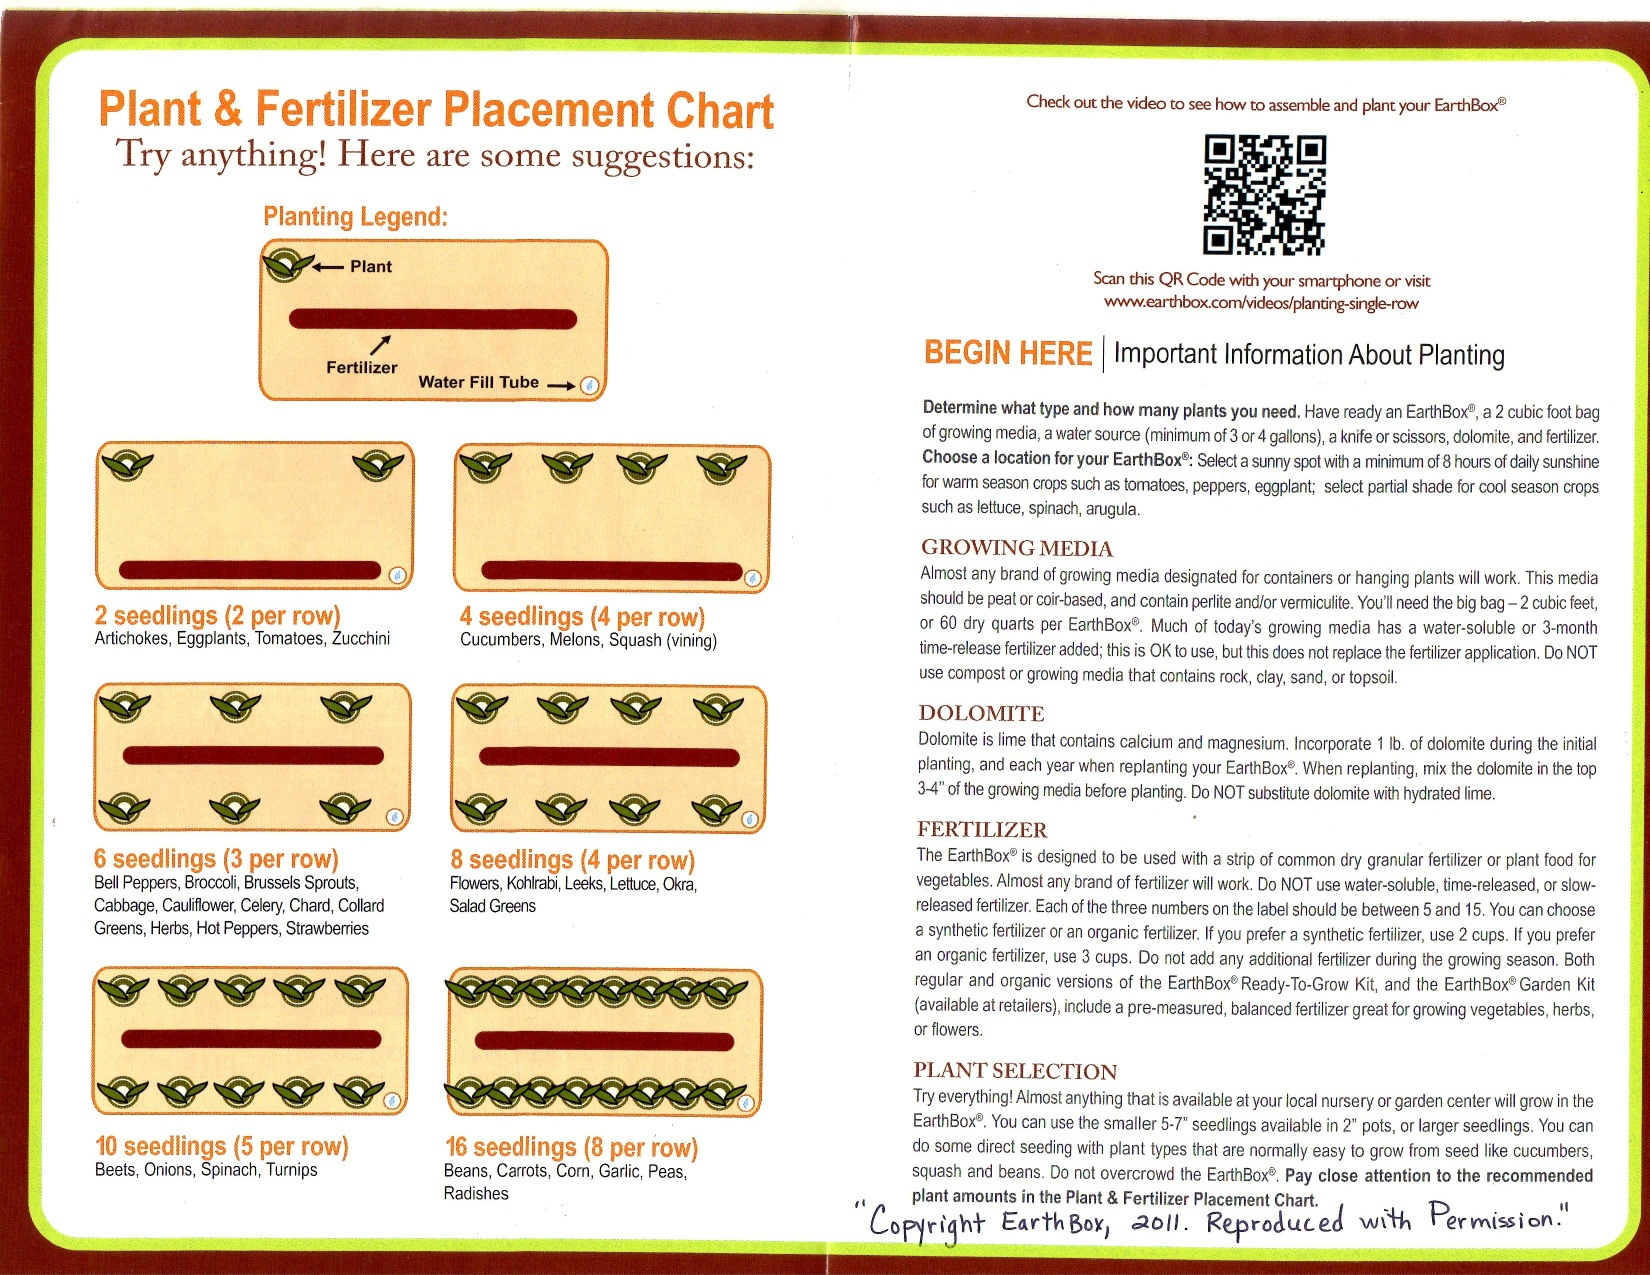 Plant & Fertilizer Placement Chart
Try anything! Here are some suggestions:
Planting Legend:
Plant
Fertilizer
Water Fill Tube
2 seedlings (2 per row)
Artichokes, Eggplants, Tomatoes, Zucchini
4 seedlings (4 per row)
Cucumbers, Melons, Squash (vining)
6 seedlings (3 per row)
Bell Peppers, Broccoli, Brussels Sprouts,
Cabbage, Cauliflower, Celery, Chard, Collard
Greens, Herbs, Hot Peppers, Strawberries
8 seedlings (4 per row)
Flowers, Kohlrabi, Leeks, Lettuce, Okra,
Salad Greens
10 seedlings (5 per row)
Beets, Onions, Spinach, Turnips
16 seedlings (8 per row)
Beans, Carrots, Corn, Garlic, Peas,
Radishes
Check out the video to see how to assemble and plant your EarthBox®
Scan this QR Code with your smartphone or visit
www.earthbox.com/videos/planting-single-row
BEGIN HERE | Important Information About Planting
Determine what type and how many plants you need. Have ready an EarthBox®, a 2 cubic foot bag
of growing media, a water source (minimum of 3 or 4 gallons), a knife or scissors, dolomite, and fertilizer.
Choose a location for your EarthBox®: Select a sunny spot with a minimum of 8 hours of daily sunshine
for warm season crops such as tomatoes, peppers, eggplant; select partial shade for cool season crops
such as lettuce, spinach, arugula.
GROWING MEDIA
Almost any brand of growing media designated for containers or hanging plants will work. This media
should be peat or coir-based, and contain perlite and/or vermiculite. You'll need the big bag – 2 cubic feet,
or 60 dry quarts per EarthBox®. Much of today's growing media has a water-soluble or 3-month
time-release fertilizer added; this is OK to use, but this does not replace the fertilizer application. Do NOT
use compost or growing media that contains rock, clay, sand, or topsoil.
DOLOMITE
Dolomite is lime that contains calcium and magnesium. Incorporate 1 lb. of dolomite during the initial
planting, and each year when replanting your EarthBox®. When replanting, mix the dolomite in the top
3-4" of the growing media before planting. Do NOT substitute dolomite with hydrated lime.
FERTILIZER
The EarthBox® is designed to be used with a strip of common dry granular fertilizer or plant food for
vegetables. Almost any brand of fertilizer will work. Do NOT use water-soluble, time-released, or slow-
released fertilizer. Each of the three numbers on the label should be between 5 and 15. You can choose
a synthetic fertilizer or an organic fertilizer. If you prefer a synthetic fertilizer, use 2 cups. If you prefer
an organic fertilizer, use 3 cups. Do not add any additional fertilizer during the growing season. Both
regular and organic versions of the EarthBox® Ready-To-Grow Kit, and the EarthBox® Garden Kit
(available at retailers), include a pre-measured, balanced fertilizer great for growing vegetables, herbs,
or flowers.
PLANT SELECTION
Try everything! Almost anything that is available at your local nursery or garden center will grow in the
EarthBox®. You can use the smaller 5-7" seedlings available in 2" pots, or larger seedlings. You can
do some direct seeding with plant types that are normally easy to grow from seed like cucumbers,
squash and beans. Do not overcrowd the EarthBox®. Pay close attention to the recommended
plant amounts in the Plant & Fertilizer Placement Chart.
"Copyright EarthBox, 2011. Reproduced with Permission."